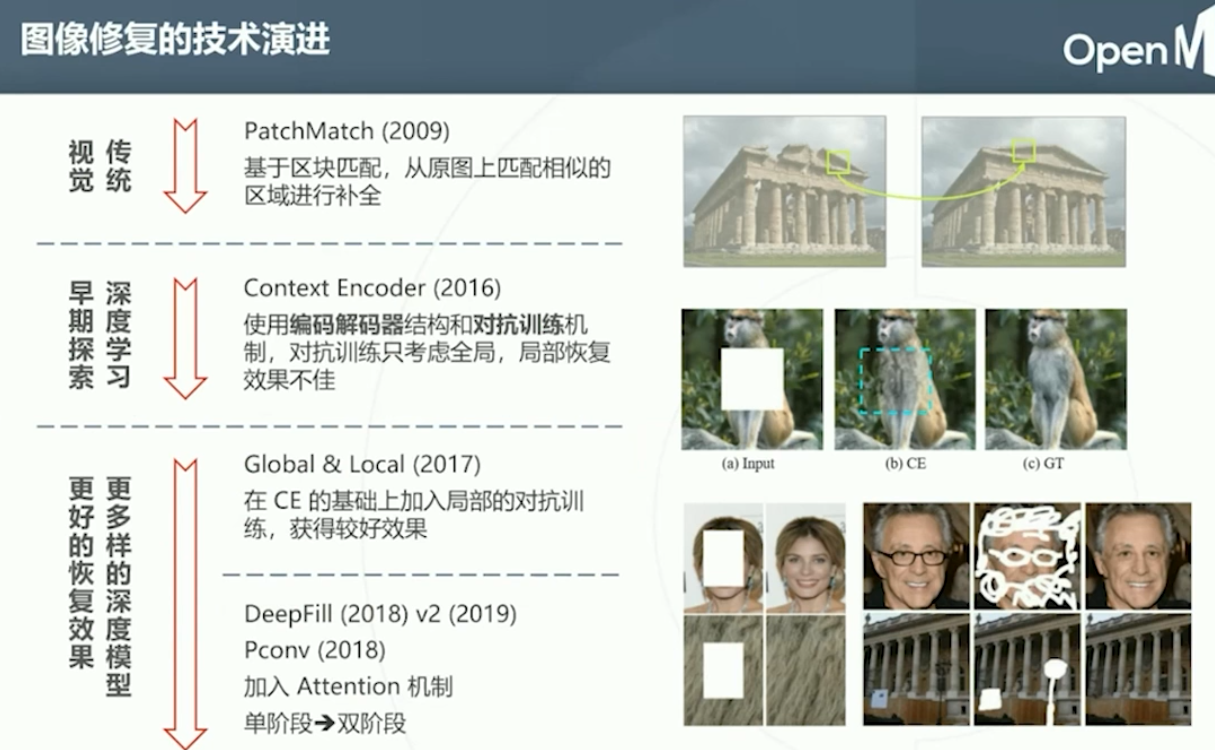 图像修复的技术演进
OpenM
传统
视觉
PatchMatch (2009)
基于区块匹配，从原图上匹配相似的
区域进行补全
深度学习
早期探索
Context Encoder (2016)
使用编码解码器结构和对抗训练机
制，对抗训练只考虑全局，局部恢复
效果不佳
(a) Input
(b) CE
(c) GT
更多样的深度模型
更好的恢复效果
Global & Local (2017)
在 CE 的基础上加入局部的对抗训
练，获得较好效果
DeepFill (2018) v2 (2019)
Pconv (2018)
加入 Attention 机制
单阶段➔双阶段